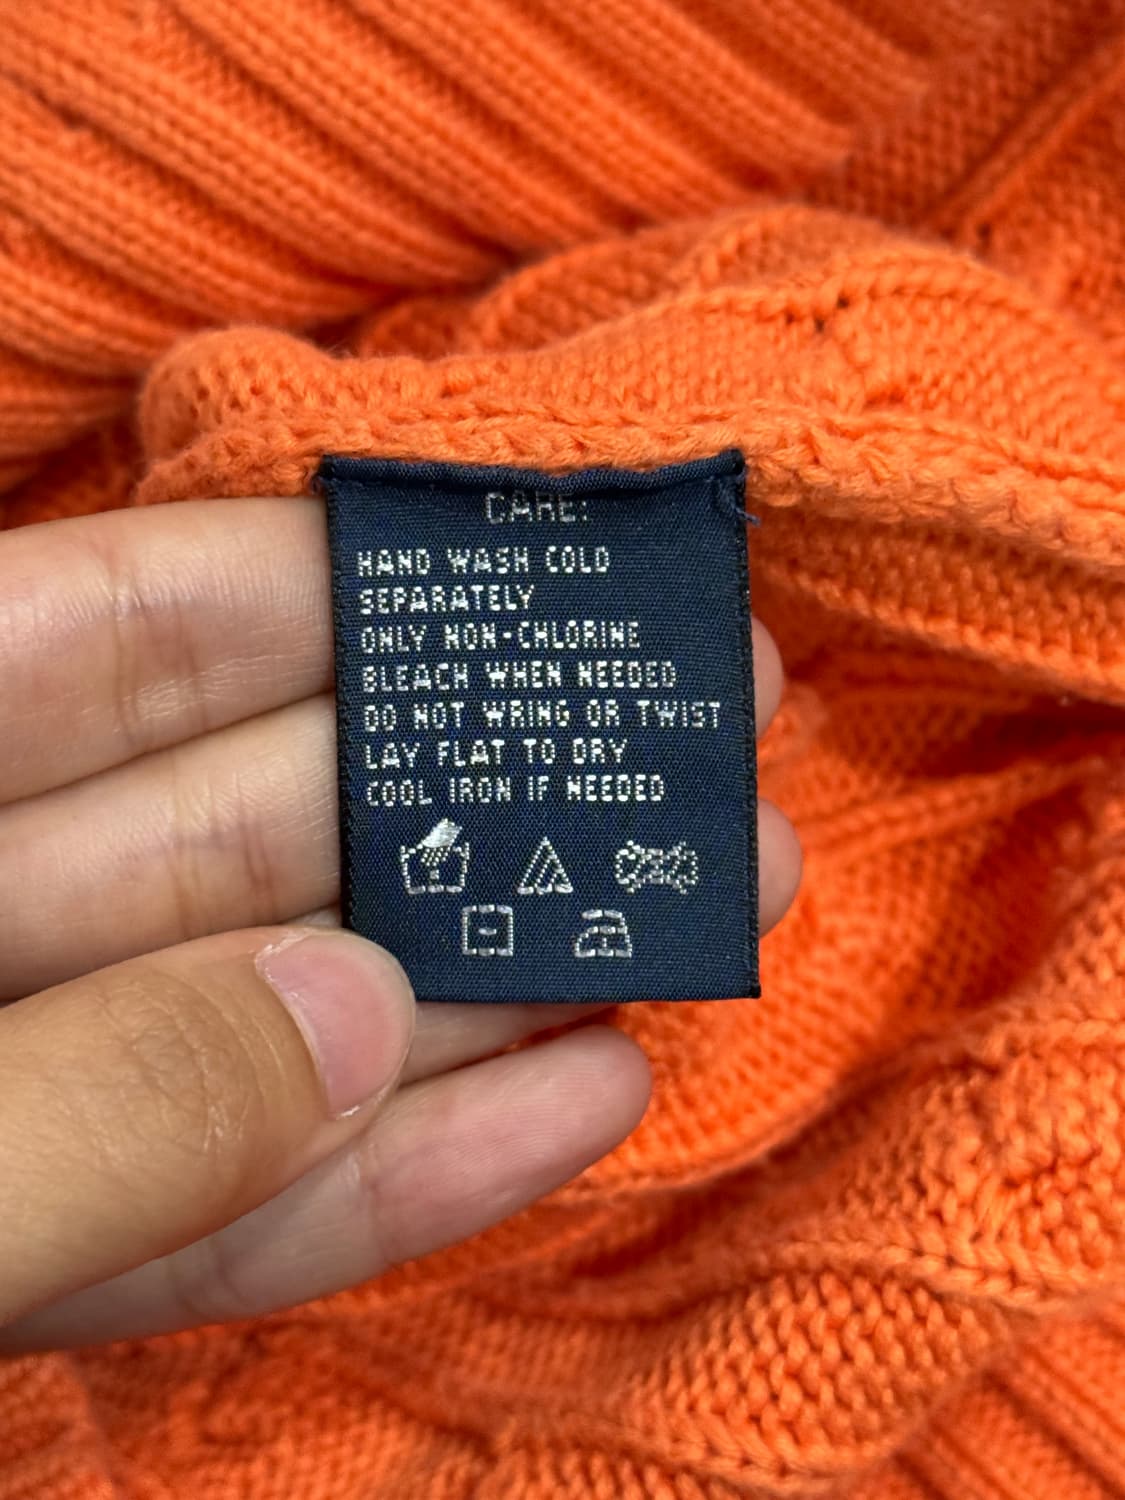 CARE:
HAND WASH COLD
SEPARATELY
ONLY NON-CHLORINE
BLEACH WHEN NEEDED
DO NOT WRING OR TWIST
LAY FLAT TO DRY
COOL IRON IF NEEDED